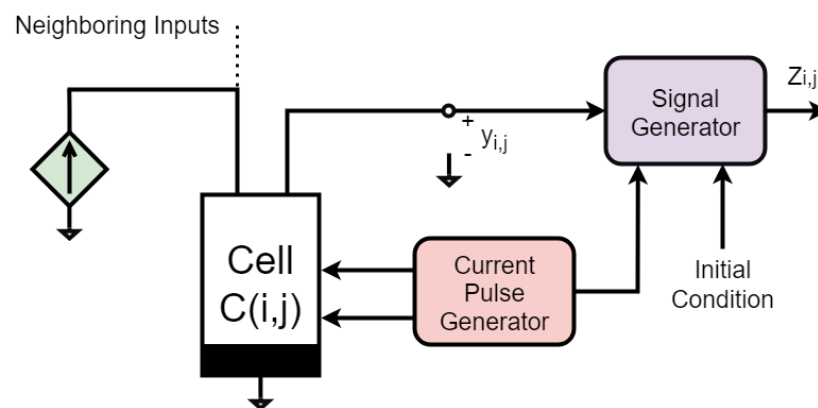 Neighboring Inputs
Signal
Generator
Zi,j
+
yi,j
-
Cell
C(i,j)
Current
Pulse
Generator
Initial
Condition